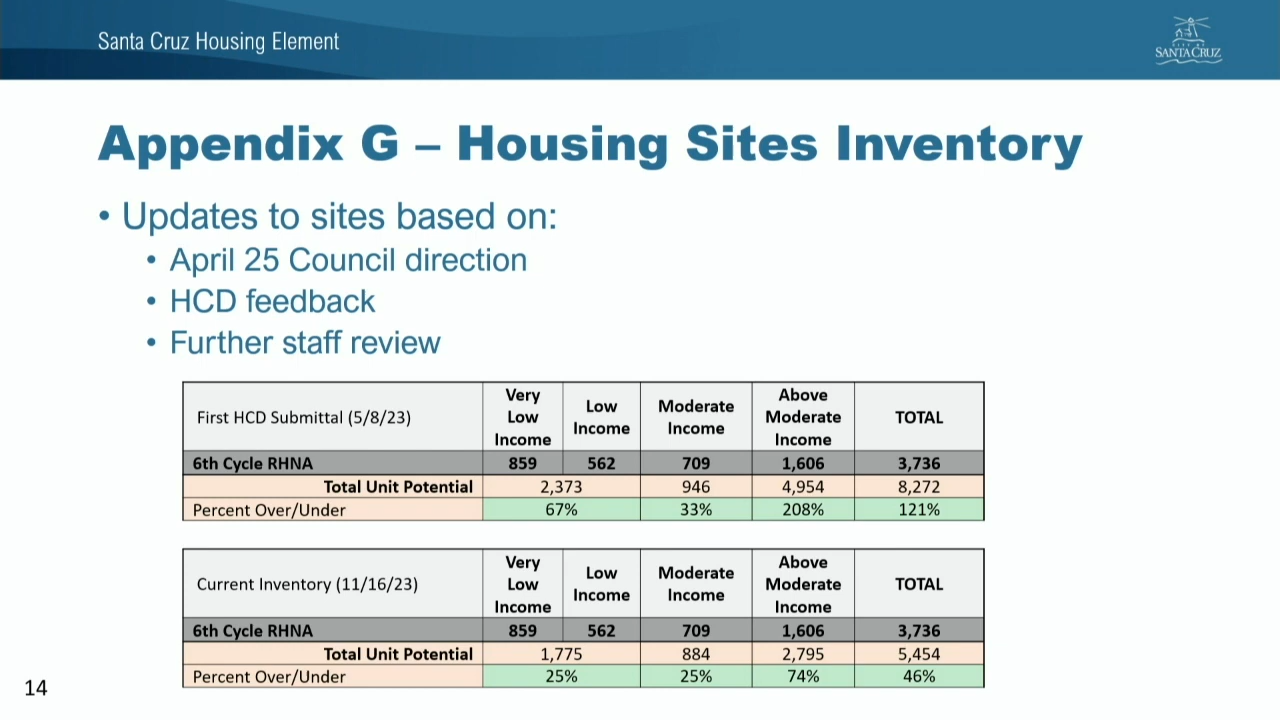 Santa Cruz Housing Element
CITY OF
SANTA CRUZ
Appendix G – Housing Sites Inventory
• Updates to sites based on:
• April 25 Council direction
• HCD feedback
• Further staff review
First HCD Submittal (5/8/23) Very Low Income Low Income Moderate Income Above Moderate Income TOTAL
6th Cycle RHNA 859 562 709 1,606 3,736
Total Unit Potential 2,373 946 4,954 8,272
Percent Over/Under 67% 33% 208% 121%
Current Inventory (11/16/23) Very Low Income Low Income Moderate Income Above Moderate Income TOTAL
6th Cycle RHNA 859 562 709 1,606 3,736
Total Unit Potential 1,775 884 2,795 5,454
Percent Over/Under 25% 25% 74% 46%
14